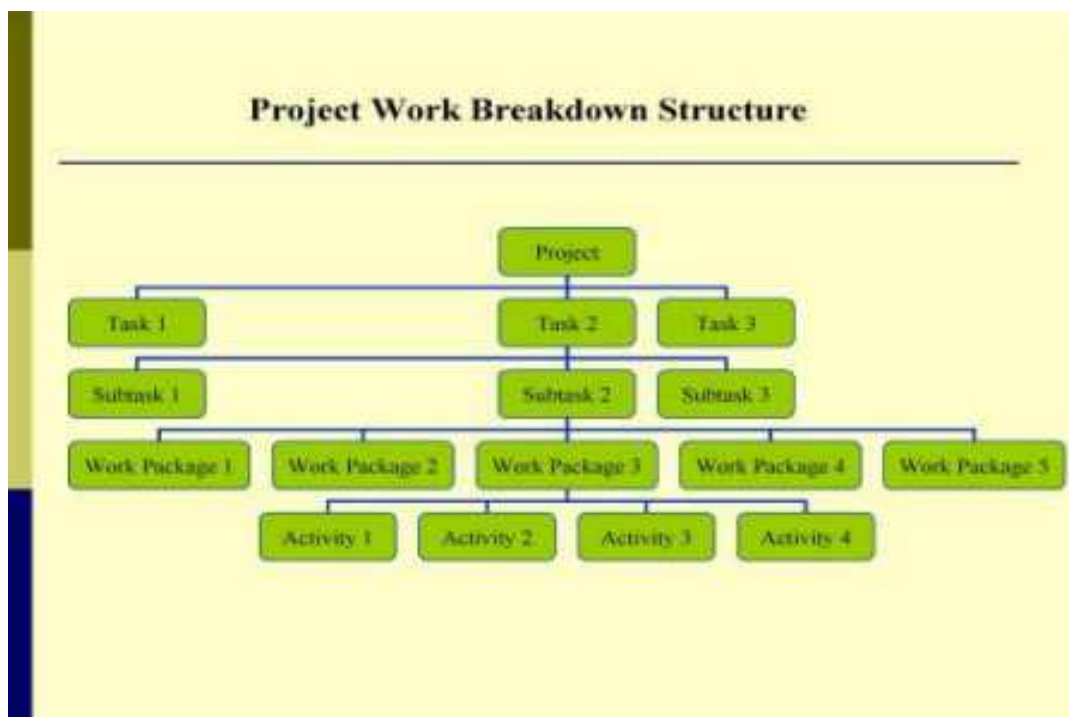 Project Work Breakdown Structure
Project
Task 1
Task 2
Task 3
Subtask 1
Subtask 2
Subtask 3
Work Package 1
Work Package 2
Work Package 3
Work Package 4
Work Package 5
Activity 1
Activity 2
Activity 3
Activity 4